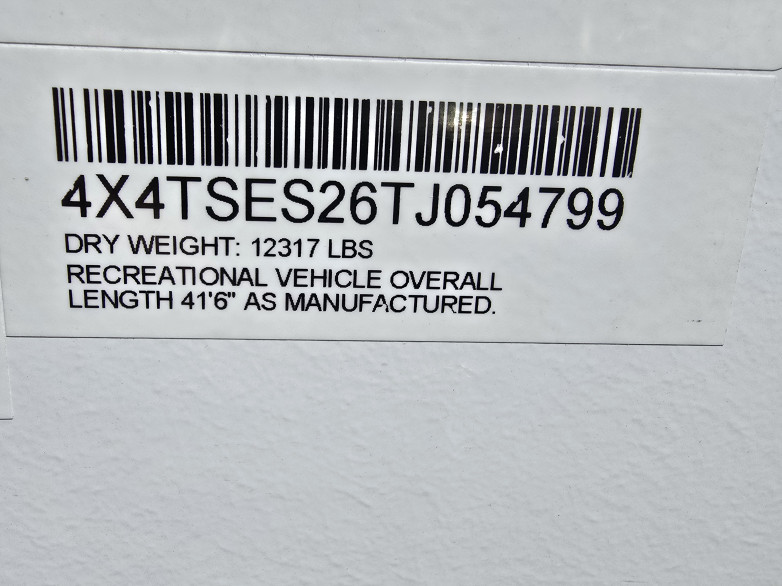 4X4TSES26TJ054799
DRY WEIGHT: 12317 LBS
RECREATIONAL VEHICLE OVERALL
LENGTH 41'6" AS MANUFACTURED.